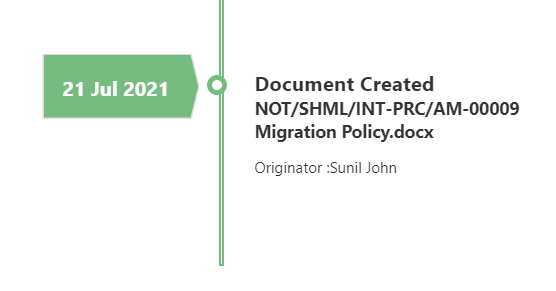 21 Jul 2021
Document Created
NOT/SHML/INT-PRC/AM-00009
Migration Policy.docx
Originator :Sunil John